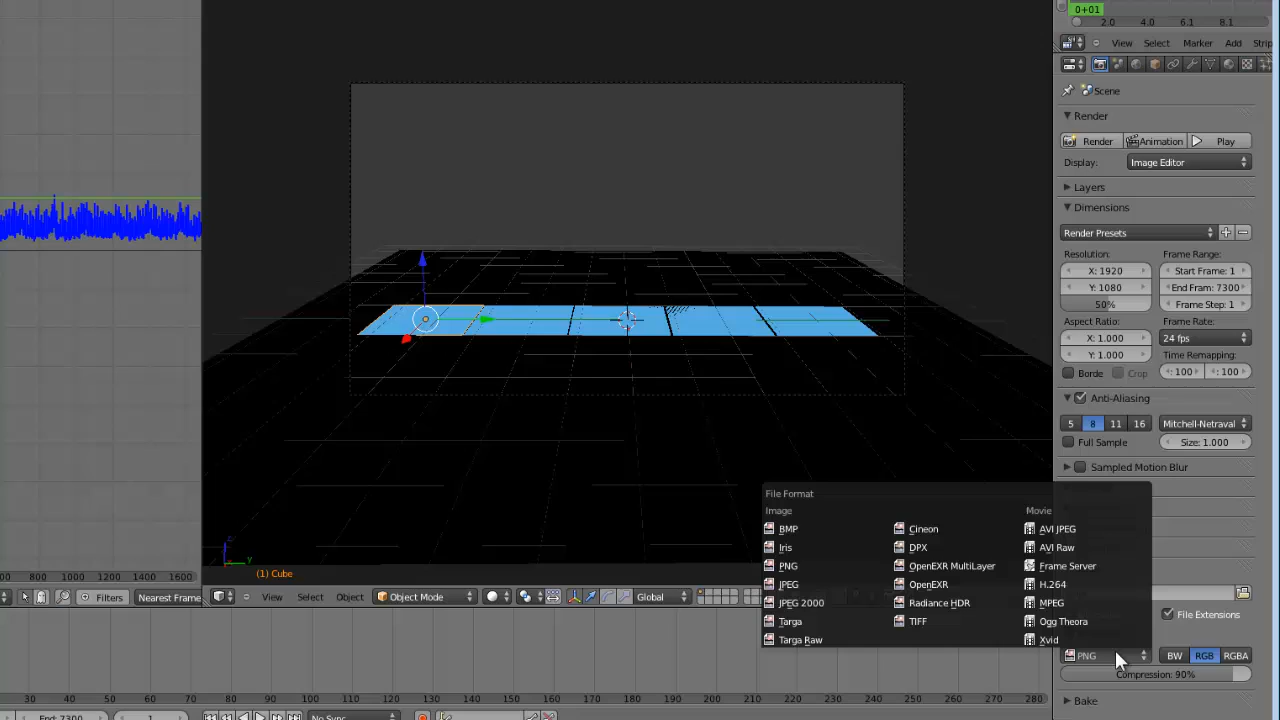 0+01
2.0 4.0 6.1 8.1
View Select Marker Add Strip
Scene
Render
Render Animation Play
Display: Image Editor
Layers
Dimensions
Render Presets
Resolution: Frame Range:
X: 1920 Start Frame: 1
Y: 1080 End Fram: 7300
50% Frame Step: 1
Aspect Ratio: Frame Rate:
X: 1.000 24 fps
Y: 1.000 Time Remapping:
: 100 : 100
Borde Crop
Anti-Aliasing
5 8 11 16 Mitchell-Netraval
Full Sample Size: 1.000
Sampled Motion Blur
File Format
Image Movie
BMP Cineon AVI JPEG
Iris DPX AVI Raw
PNG OpenEXR MultiLayer Frame Server
JPEG OpenEXR H.264
JPEG 2000 Radiance HDR MPEG
Targa TIFF Ogg Theora
Targa Raw Xvid
File Extensions
PNG BW RGB RGBA
Compression: 90%
Bake
z
y
(1) Cube
00 800 1000 1200 1400 1600
Filters Nearest Frame
View Select Object Object Mode Global
30 40 50 60 70 80 90 100 110 120 130 140 150 160 170 180 190 200 210 220 230 240 250 260 270 280
End: 7300 1 No Sync